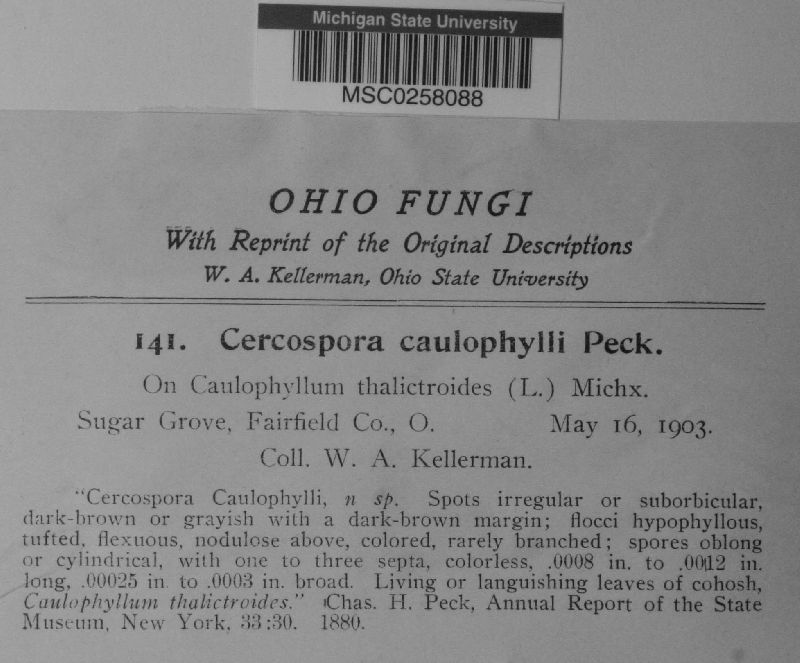 Michigan State University
MSC0258088
OHIO FUNGI
With Reprint of the Original Descriptions
W. A. Kellerman, Ohio State University
141. Cercospora caulophylli Peck.
On Caulophyllum thalictroides (L.) Michx.
Sugar Grove, Fairfield Co., O. May 16, 1903.
Coll. W. A. Kellerman.
"Cercospora Caulophylli, n sp. Spots irregular or suborbicular,
dark-brown or grayish with a dark-brown margin; flocci hypophyllous,
tufted, flexuous, nodulose above, colored, rarely branched; spores oblong
or cylindrical, with one to three septa, colorless, .0008 in. to .0012 in.
long, .00025 in. to .0003 in. broad. Living or languishing leaves of cohosh,
Caulophyllum thalictroides." Chas. H. Peck, Annual Report of the State
Museum, New York, 33:30. 1880.